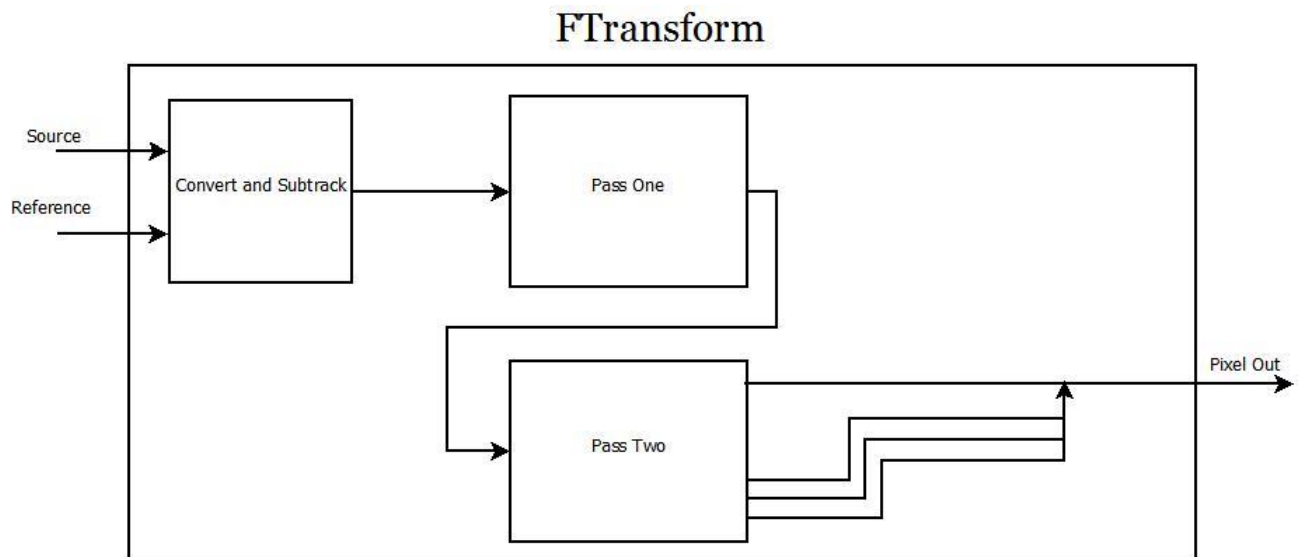 FTransform
Source
Convert and Subtrack
Pass One
Reference
Pixel Out
Pass Two